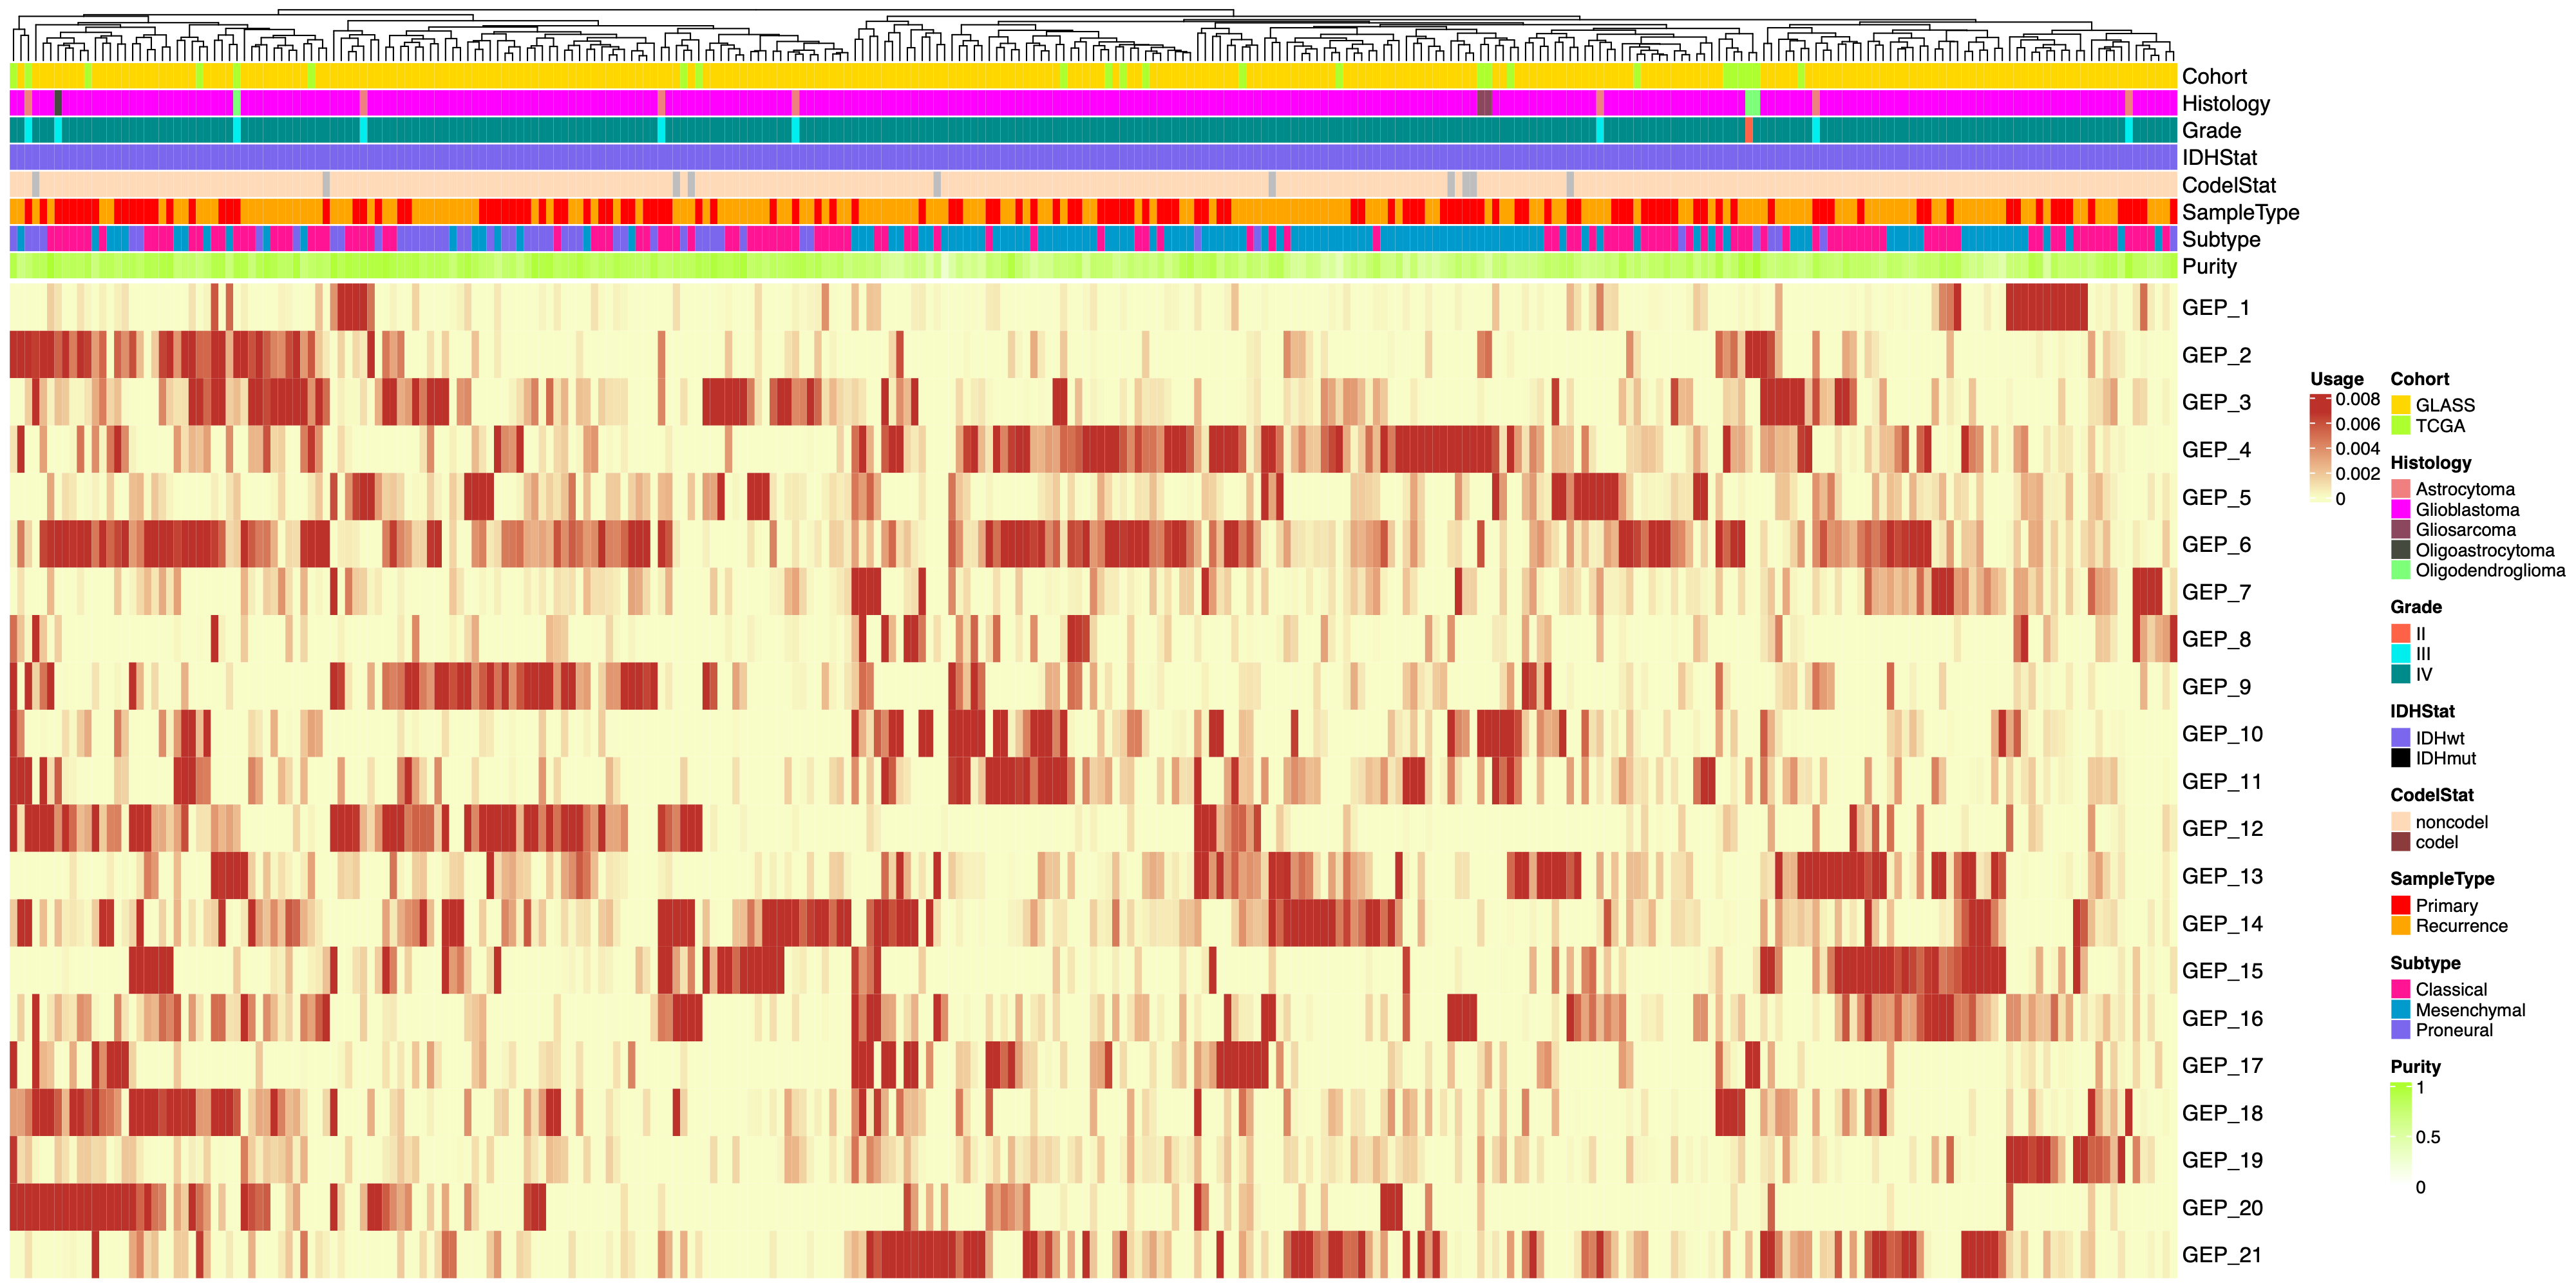 Cohort
Histology
Grade
IDHStat
CodelStat
SampleType
Subtype
Purity
GEP_1
GEP_2
GEP_3
GEP_4
GEP_5
GEP_6
GEP_7
GEP_8
GEP_9
GEP_10
GEP_11
GEP_12
GEP_13
GEP_14
GEP_15
GEP_16
GEP_17
GEP_18
GEP_19
GEP_20
GEP_21
Usage
0.008
0.006
0.004
0.002
0
Cohort
GLASS
TCGA
Histology
Astrocytoma
Glioblastoma
Gliosarcoma
Oligoastrocytoma
Oligodendroglioma
Grade
II
III
IV
IDHStat
IDHwt
IDHmut
CodelStat
noncodel
codel
SampleType
Primary
Recurrence
Subtype
Classical
Mesenchymal
Proneural
Purity
1
0.5
0